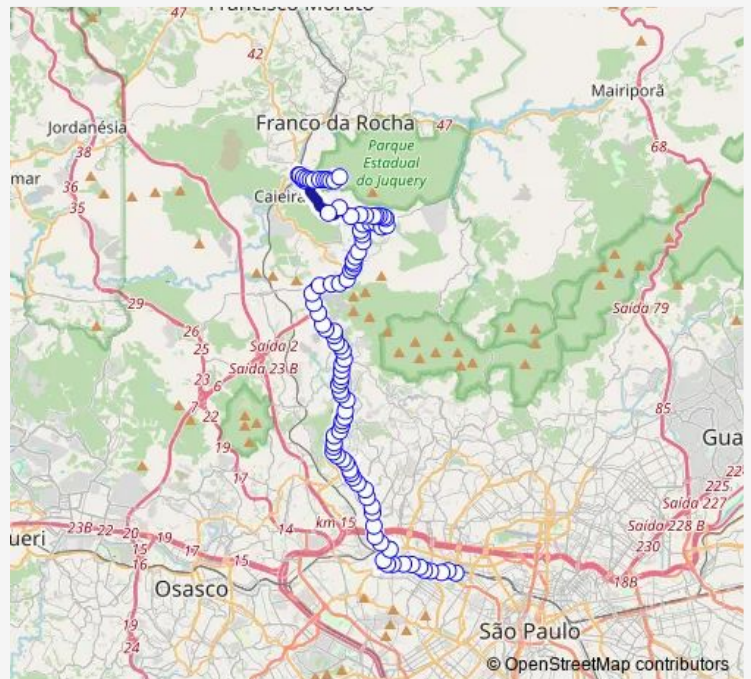 47
42
Mairiporã
Franco da Rocha
47
Jordanésia
Parque
Estadual
do Juquery
38
68
mar
36
35
Caieira
29
Saída 79
26
25
Saída 2
Saída 23 B
23
6
7
22
85
19
Gua
17
22
225
Saída 227
km 15
Saída 228 B
ueri
23B
22
20
19
14
230
15
17
15
16
18B
Osasco
19
São Paulo
24
© OpenStreetMap contributors